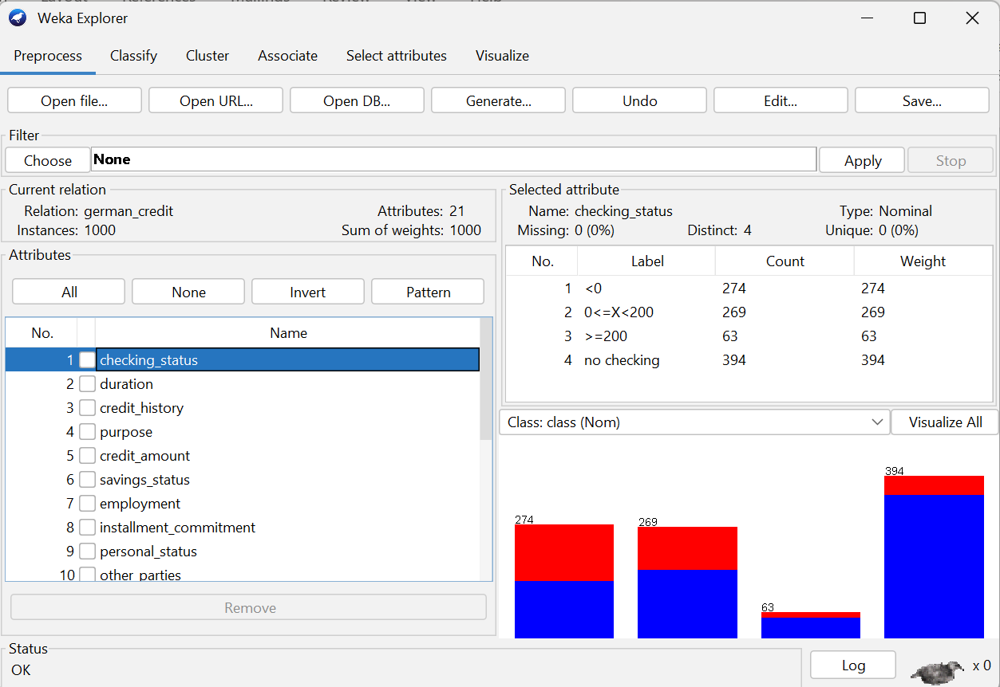 Weka Explorer
Preprocess Classify Cluster Associate Select attributes Visualize
Open file... Open URL... Open DB... Generate... Undo Edit... Save...
Filter
Choose None Apply Stop
Current relation
Relation: german_credit Attributes: 21
Instances: 1000 Sum of weights: 1000
Attributes
All None Invert Pattern
No. Name
1 checking_status
2 duration
3 credit_history
4 purpose
5 credit_amount
6 savings_status
7 employment
8 installment_commitment
9 personal_status
10 other_parties
Remove
Selected attribute
Name: checking_status Type: Nominal
Missing: 0 (0%) Distinct: 4 Unique: 0 (0%)
No. Label Count Weight
1 <0 274 274
2 0<=X<200 269 269
3 >=200 63 63
4 no checking 394 394
Class: class (Nom) Visualize All
274 269 63 394
Status
OK
Log x 0